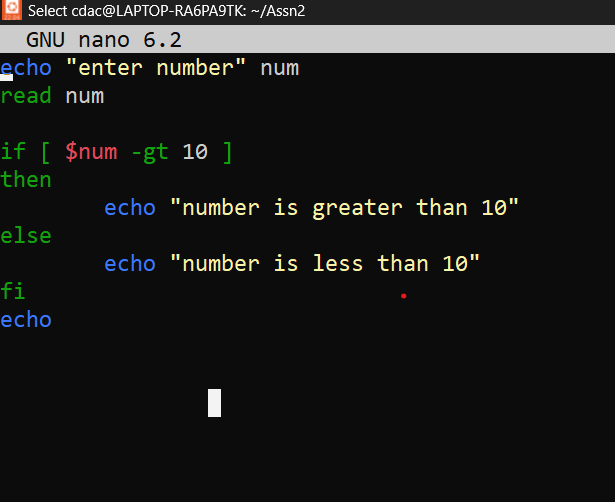 Select cdac@LAPTOP-RA6PA9TK: ~/Assn2
GNU nano 6.2
echo "enter number" num
read num
if [ $num -gt 10 ]
then
echo "number is greater than 10"
else
echo "number is less than 10"
fi
echo